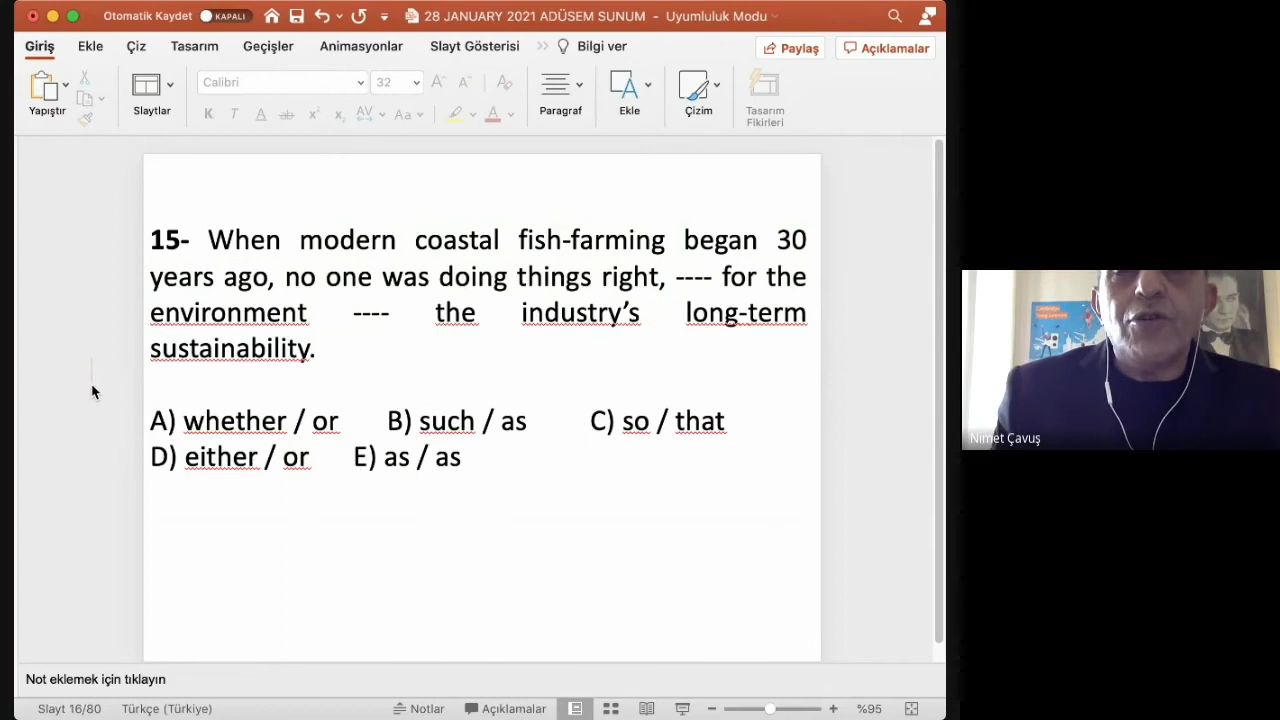 Otomatik Kaydet KAPALI 28 JANUARY 2021 ADÜSEM SUNUM - Uyumluluk Modu
Giriş Ekle Çiz Tasarım Geçişler Animasyonlar Slayt Gösterisi Bilgi ver Paylaş Açıklamalar
Yapıştır Slaytlar Calibri 32 Paragraf Ekle Çizim Tasarım Fikirleri
15- When modern coastal fish-farming began 30
years ago, no one was doing things right, ---- for the
environment ---- the industry's long-term
sustainability.
A) whether / or B) such / as C) so / that
D) either / or E) as / as
Nimet Çavuş
Not eklemek için tıklayın
Slayt 16/80 Türkçe (Türkiye) Notlar Açıklamalar %95